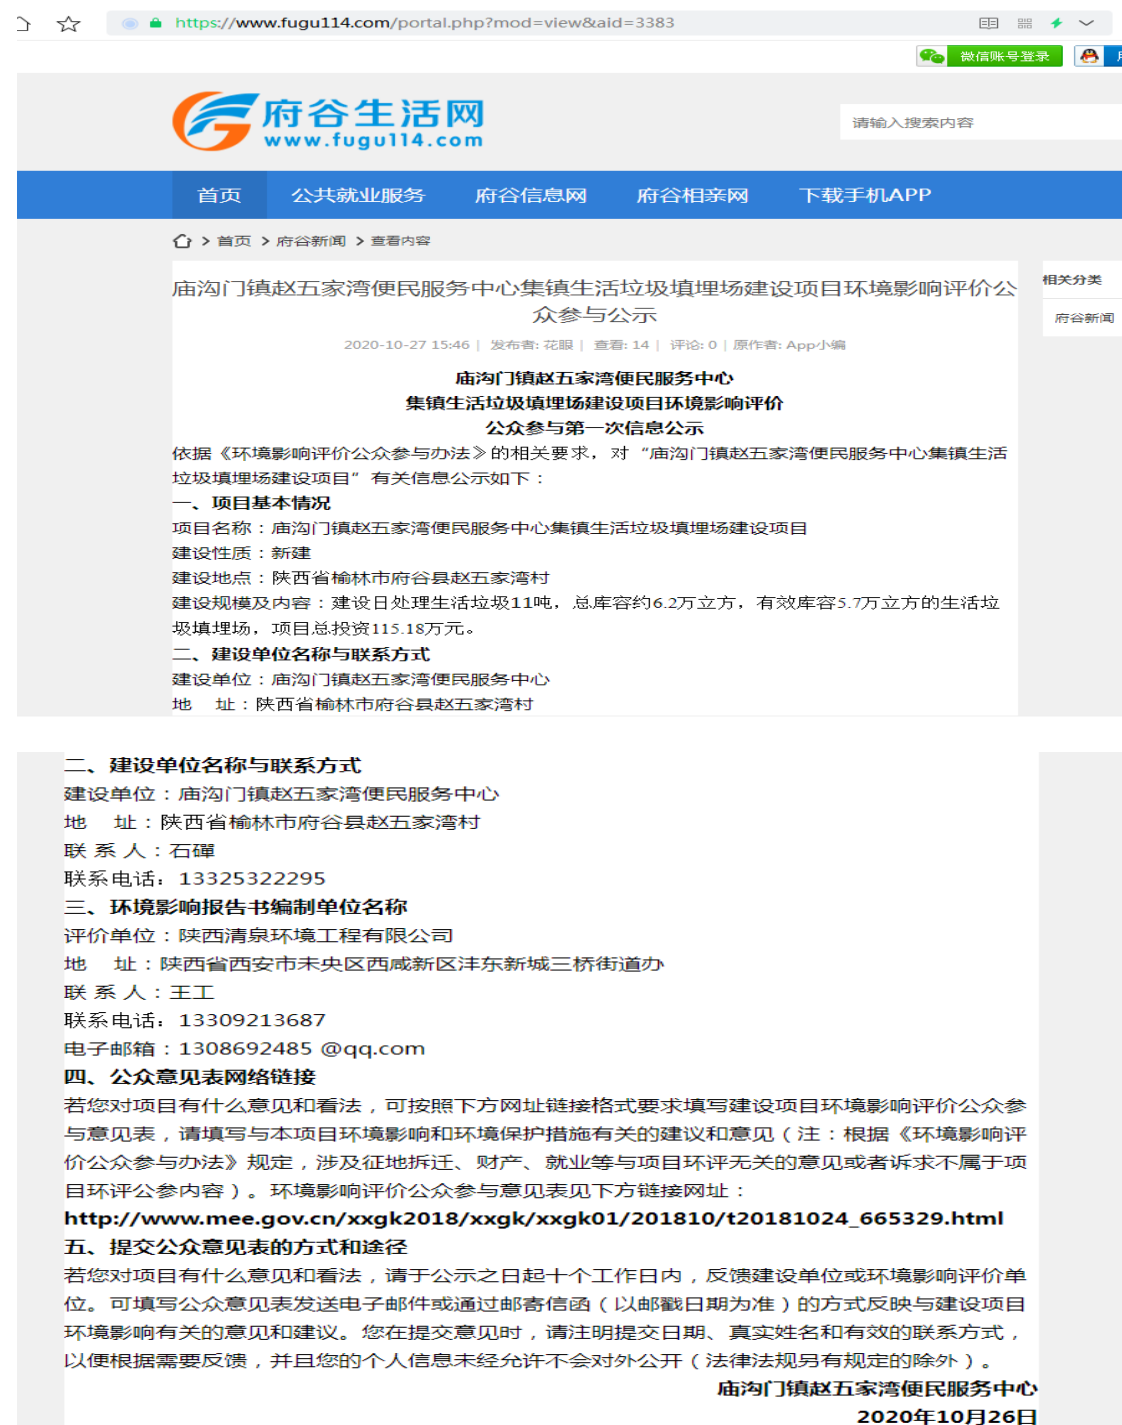 https://www.fugu114.com/portal.php?mod=view&aid=3383
微信账号登录
府谷生活网
www.fugu114.com
请输入搜索内容
首页 公共就业服务 府谷信息网 府谷相亲网 下载手机APP
首页 > 府谷新闻 > 查看内容
相关分类
府谷新闻
庙沟门镇赵五家湾便民服务中心集镇生活垃圾填埋场建设项目环境影响评价公
众参与公示
2020-10-27 15:46 | 发布者: 花眼 | 查看: 14 | 评论: 0 | 原作者: App小编
庙沟门镇赵五家湾便民服务中心
集镇生活垃圾填埋场建设项目环境影响评价
公众参与第一次信息公示
依据《环境影响评价公众参与办法》的相关要求，对“庙沟门镇赵五家湾便民服务中心集镇生活
垃圾填埋场建设项目”有关信息公示如下：
一、项目基本情况
项目名称：庙沟门镇赵五家湾便民服务中心集镇生活垃圾填埋场建设项目
建设性质：新建
建设地点：陕西省榆林市府谷县赵五家湾村
建设规模及内容：建设日处理生活垃圾11吨，总库容约6.2万立方，有效库容5.7万立方的生活垃
圾填埋场，项目总投资115.18万元。
二、建设单位名称与联系方式
建设单位：庙沟门镇赵五家湾便民服务中心
地 址：陕西省榆林市府谷县赵五家湾村
二、建设单位名称与联系方式
建设单位：庙沟门镇赵五家湾便民服务中心
地 址：陕西省榆林市府谷县赵五家湾村
联 系 人：石磾
联系电话：13325322295
三、环境影响报告书编制单位名称
评价单位：陕西清泉环境工程有限公司
地 址：陕西省西安市未央区西咸新区沣东新城三桥街道办
联 系 人：王工
联系电话：13309213687
电子邮箱：1308692485 @qq.com
四、公众意见表网络链接
若您对项目有什么意见和看法，可按照下方网址链接格式要求填写建设项目环境影响评价公众参
与意见表，请填写与本项目环境影响和环境保护措施有关的建议和意见（注：根据《环境影响评
价公众参与办法》规定，涉及征地拆迁、财产、就业等与项目环评无关的意见或者诉求不属于项
目环评公参内容）。环境影响评价公众参与意见表见下方链接网址：
http://www.mee.gov.cn/xxgk2018/xxgk/xxgk01/201810/t20181024_665329.html
五、提交公众意见表的方式和途径
若您对项目有什么意见和看法，请于公示之日起十个工作日内，反馈建设单位或环境影响评价单
位。可填写公众意见表发送电子邮件或通过邮寄信函（以邮戳日期为准）的方式反映与建设项目
环境影响有关的意见和建议。您在提交意见时，请注明提交日期、真实姓名和有效的联系方式，
以便根据需要反馈，并且您的个人信息未经允许不会对外公开（法律法规另有规定的除外）。
庙沟门镇赵五家湾便民服务中心
2020年10月26日